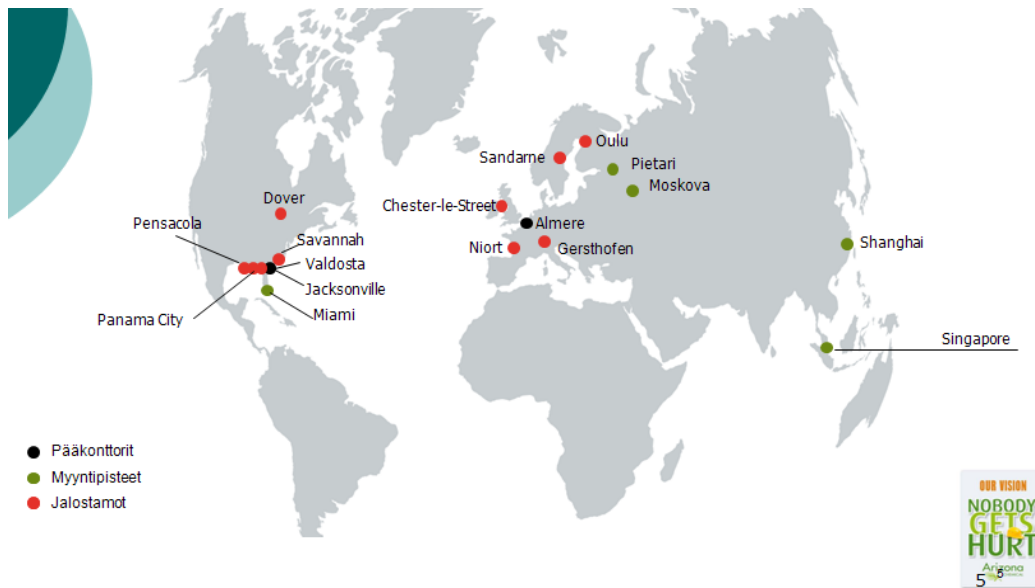 Oulu
Sandarne
Pietari
Moskova
Dover
Chester-le-Street
Pensacola
Almere
Savannah
Niort
Gersthofen
Shanghai
Valdosta
Jacksonville
Panama City
Miami
Singapore
Pääkonttorit
Myyntipisteet
Jalostamot
OUR VISION
NOBODY
GETS
HURT
Arizona
5
5